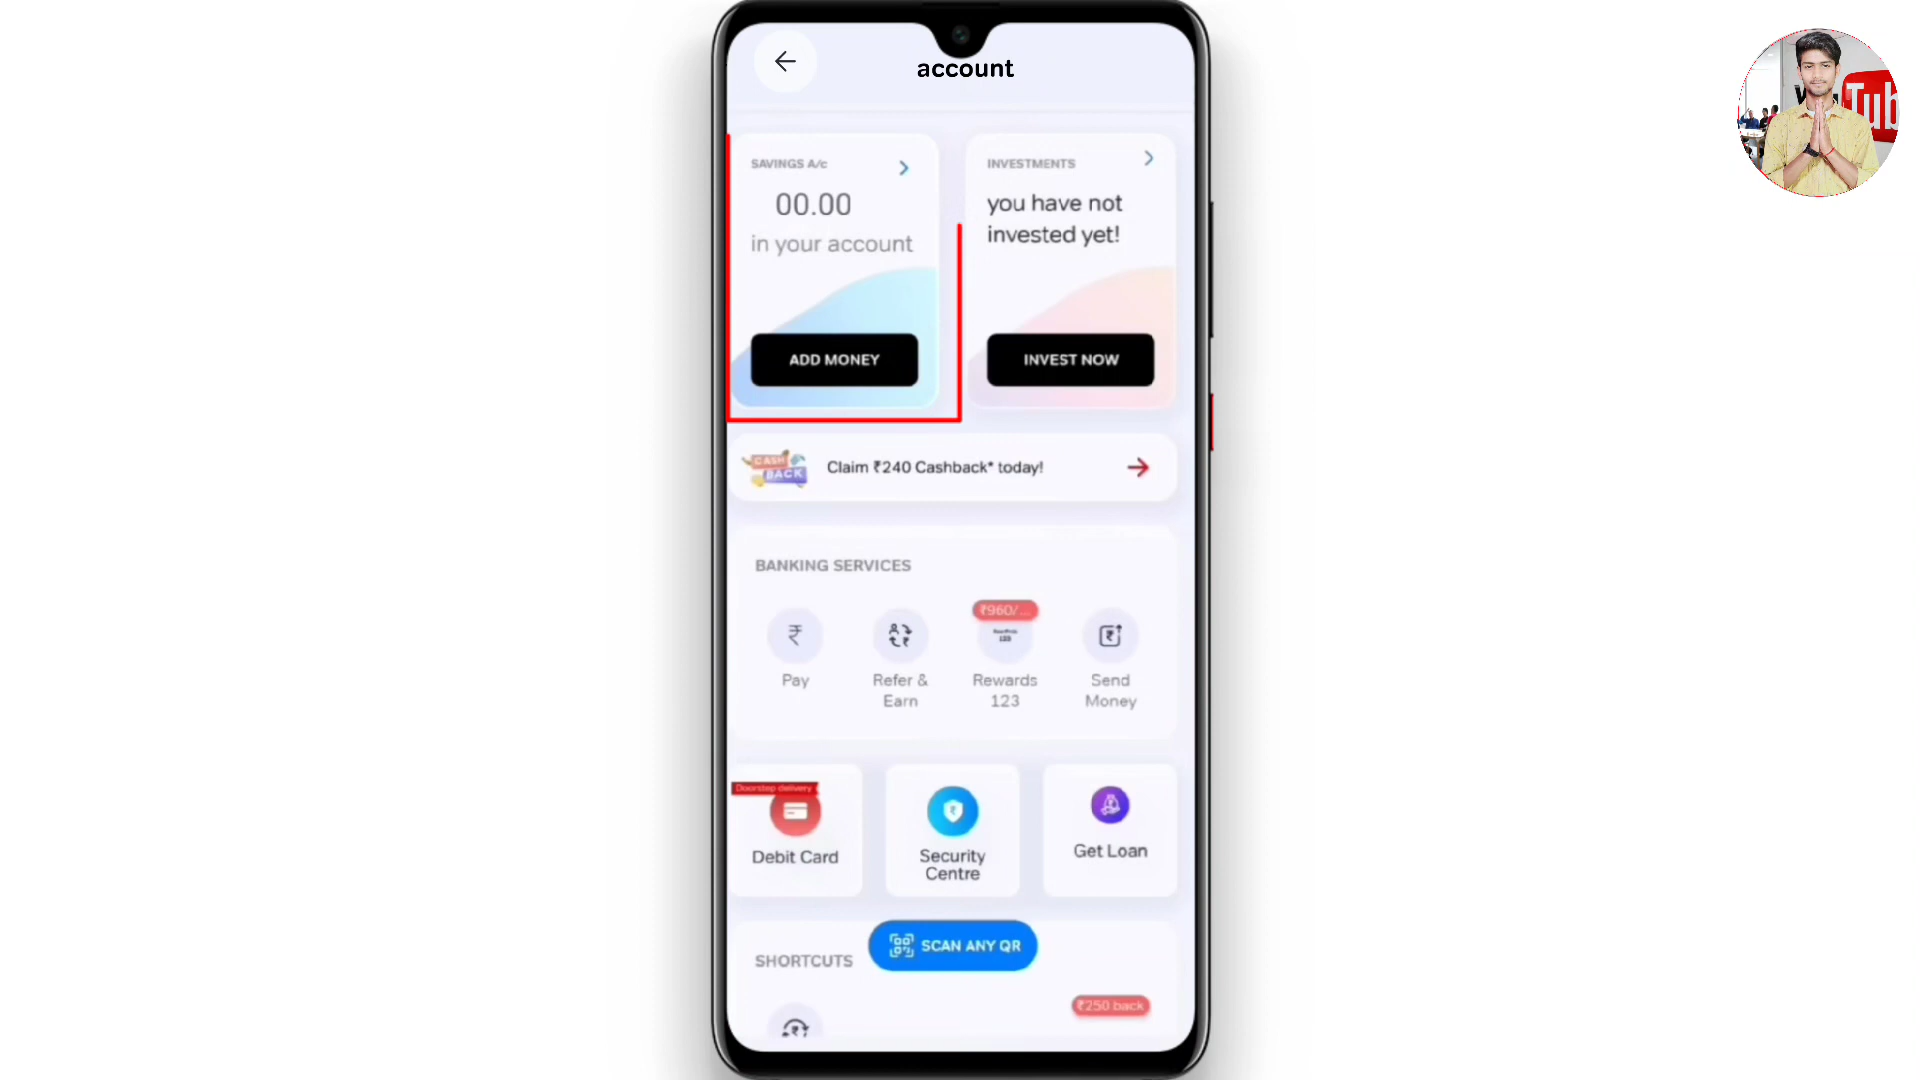 account
SAVINGS A/c
00.00
in your account
ADD MONEY
INVESTMENTS
you have not
invested yet!
INVEST NOW
CASH
BACK
Claim ₹240 Cashback* today!
BANKING SERVICES
Pay
Refer &
Earn
₹960/...
123
Rewards
123
Send
Money
Doorstep delivery
Debit Card
Security
Centre
Get Loan
SHORTCUTS
SCAN ANY QR
₹250 back
Tub